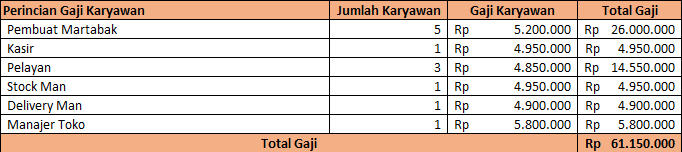 Perincian Gaji Karyawan Jumlah Karyawan Gaji Karyawan Total Gaji
Pembuat Martabak 5 Rp 5.200.000 Rp 26.000.000
Kasir 1 Rp 4.950.000 Rp 4.950.000
Pelayan 3 Rp 4.850.000 Rp 14.550.000
Stock Man 1 Rp 4.950.000 Rp 4.950.000
Delivery Man 1 Rp 4.900.000 Rp 4.900.000
Manajer Toko 1 Rp 5.800.000 Rp 5.800.000
Total Gaji Rp 61.150.000